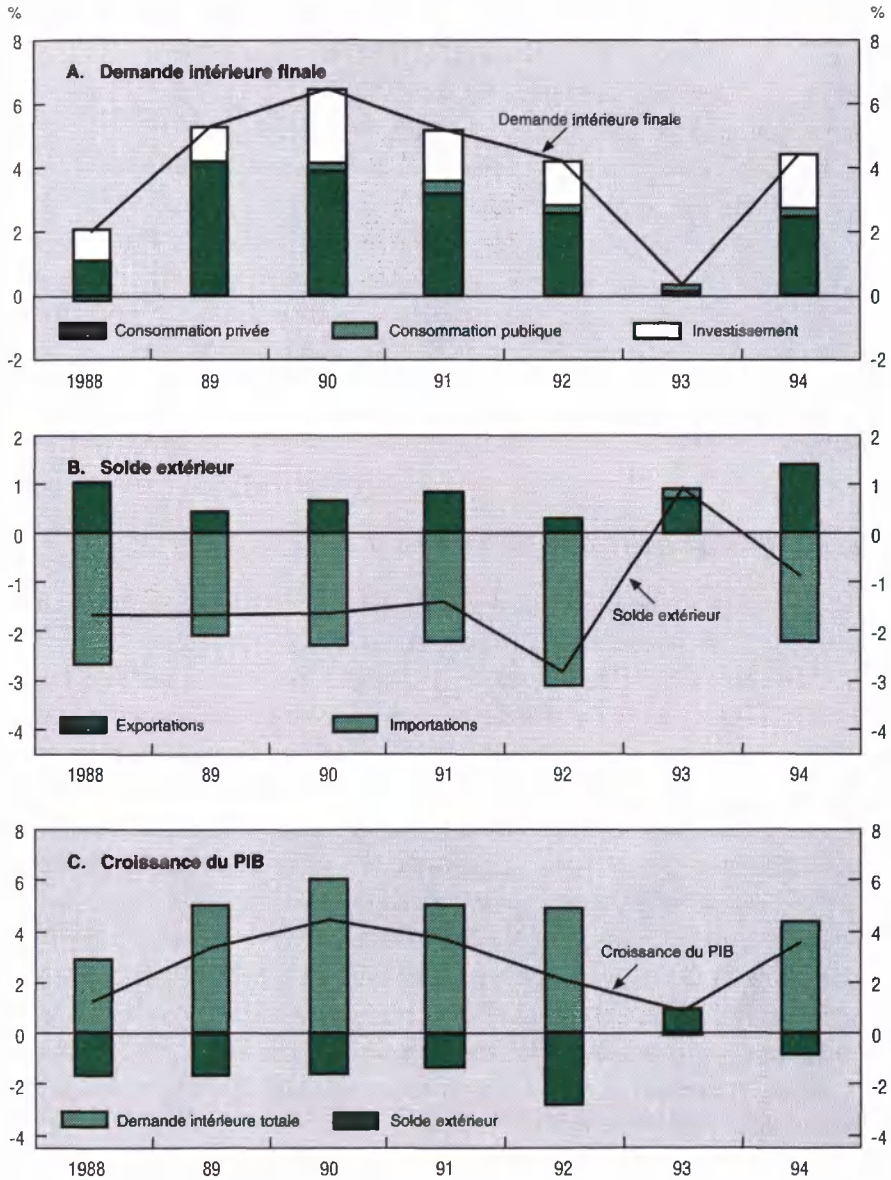 % %
8 8
A. Demande intérieure finale
6 6
Demande intérieure finale
4 4
2 2
0 0
Consommation privée Consommation publique Investissement
-2 -2
1988 89 90 91 92 93 94
2 2
B. Solde extérieur
1 1
0 0
-1 -1
Solde extérieur
-2 -2
-3 -3
Exportations Importations
-4 -4
1988 89 90 91 92 93 94
8 8
C. Croissance du PIB
6 6
4 4
Croissance du PIB
2 2
0 0
-2 -2
Demande intérieure totale Solde extérieur
-4 -4
1988 89 90 91 92 93 94